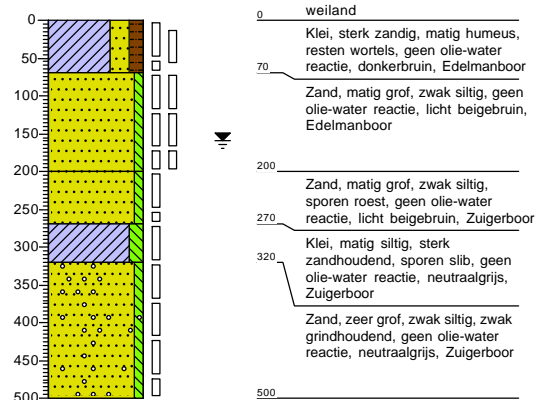 0
50
100
150
200
250
300
350
400
450
500
0
weiland
Klei, sterk zandig, matig humeus,
resten wortels, geen olie-water
reactie, donkerbruin, Edelmanboor
70
Zand, matig grof, zwak siltig, geen
olie-water reactie, licht beigebruin,
Edelmanboor
200
Zand, matig grof, zwak siltig,
sporen roest, geen olie-water
reactie, licht beigebruin, Zuigerboor
270
Klei, matig siltig, sterk
zandhoudend, sporen slib, geen
olie-water reactie, neutraalgrijs,
Zuigerboor
320
Zand, zeer grof, zwak siltig, zwak
grindhoudend, geen olie-water
reactie, neutraalgrijs, Zuigerboor
500